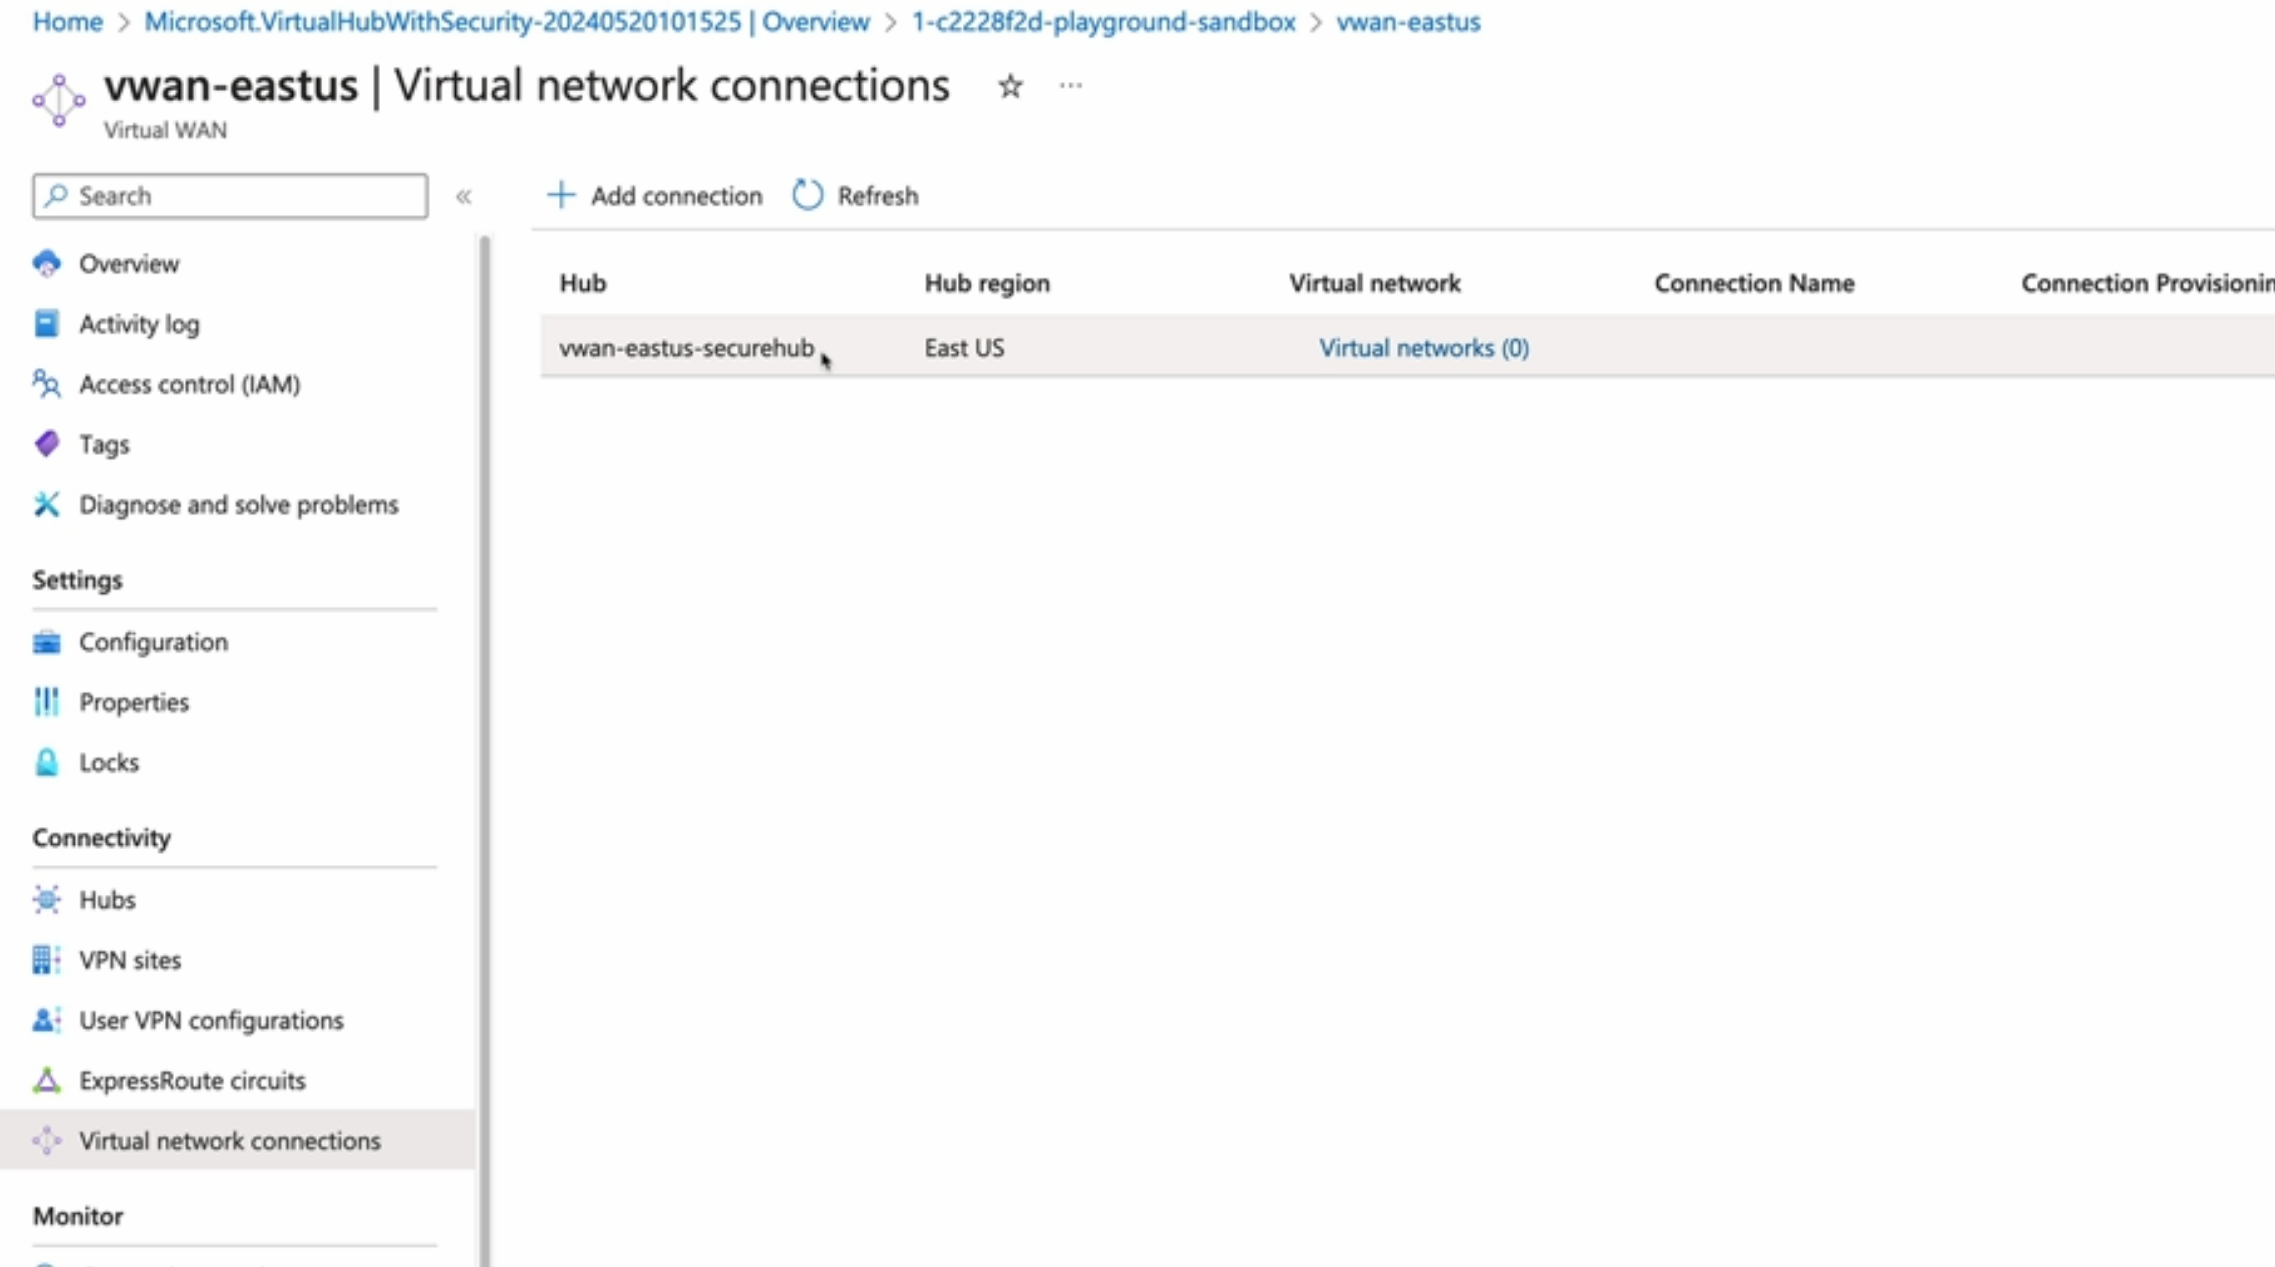 Home > Microsoft.VirtualHubWithSecurity-20240520101525 | Overview > 1-c2228f2d-playground-sandbox > vwan-eastus
vwan-eastus | Virtual network connections
Virtual WAN
Search
Add connection Refresh
Overview
Activity log
Access control (IAM)
Tags
Diagnose and solve problems
Settings
Configuration
Properties
Locks
Connectivity
Hubs
VPN sites
User VPN configurations
ExpressRoute circuits
Virtual network connections
Monitor
Hub Hub region Virtual network Connection Name Connection Provisionin
vwan-eastus-securehub East US Virtual networks (0)